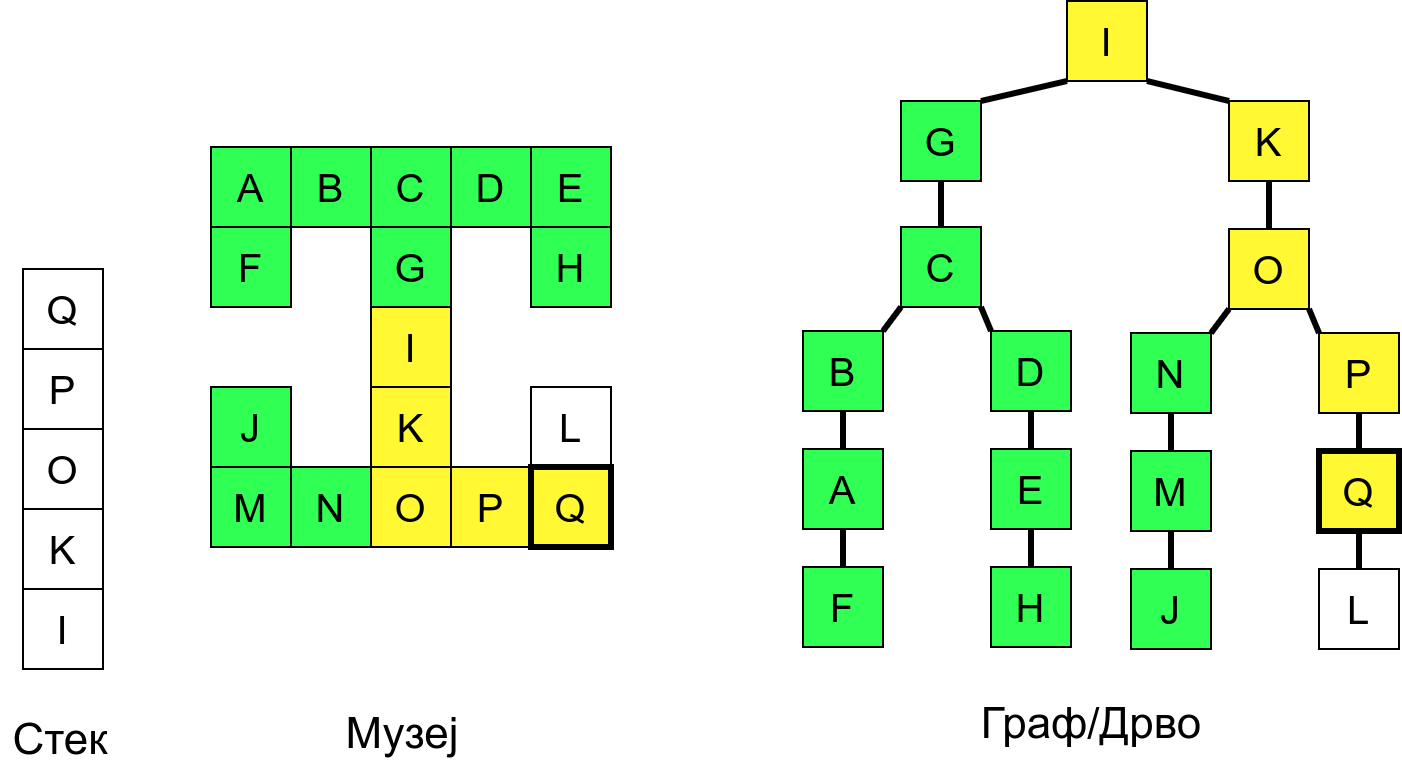 Q
P
O
K
I
Стек
A B C D E
F G H
I
J K L
M N O P Q
Музеј
I
G K
C O
B D N P
A E M Q
F H J L
Граф/Дрво